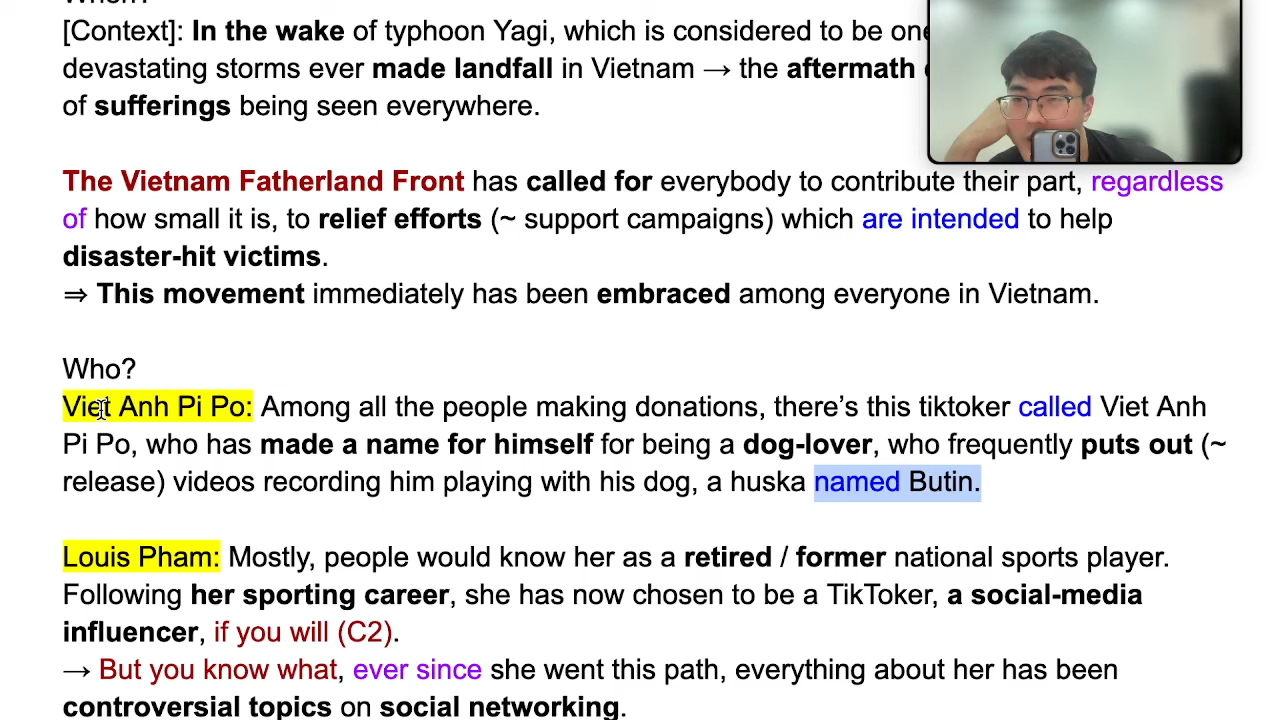 [Context]: In the wake of typhoon Yagi, which is considered to be one
devastating storms ever made landfall in Vietnam → the aftermath
of sufferings being seen everywhere.
The Vietnam Fatherland Front has called for everybody to contribute their part, regardless
of how small it is, to relief efforts (~ support campaigns) which are intended to help
disaster-hit victims.
⇒ This movement immediately has been embraced among everyone in Vietnam.
Who?
Viet Anh Pi Po: Among all the people making donations, there’s this tiktoker called Viet Anh
Pi Po, who has made a name for himself for being a dog-lover, who frequently puts out (~
release) videos recording him playing with his dog, a huska named Butin.
Louis Pham: Mostly, people would know her as a retired / former national sports player.
Following her sporting career, she has now chosen to be a TikToker, a social-media
influencer, if you will (C2).
→ But you know what, ever since she went this path, everything about her has been
controversial topics on social networking.